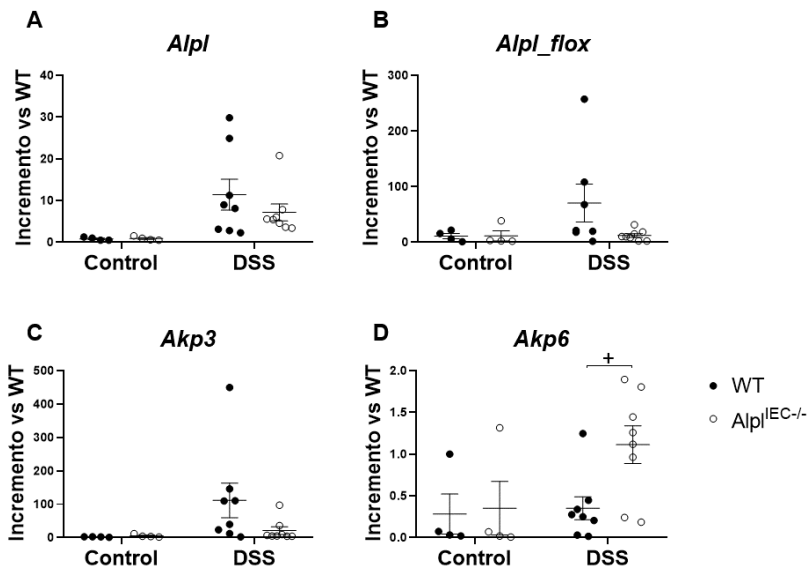 A
Alpl
Incremento vs WT
40
30
20
10
0
Control
DSS
B
Alpl_flox
Incremento vs WT
300
200
100
0
Control
DSS
C
Akp3
Incremento vs WT
500
400
300
200
100
0
Control
DSS
D
Akp6
Incremento vs WT
2.0
1.5
1.0
0.5
0.0
+
Control
DSS
WT
Alpl^IEC-/-